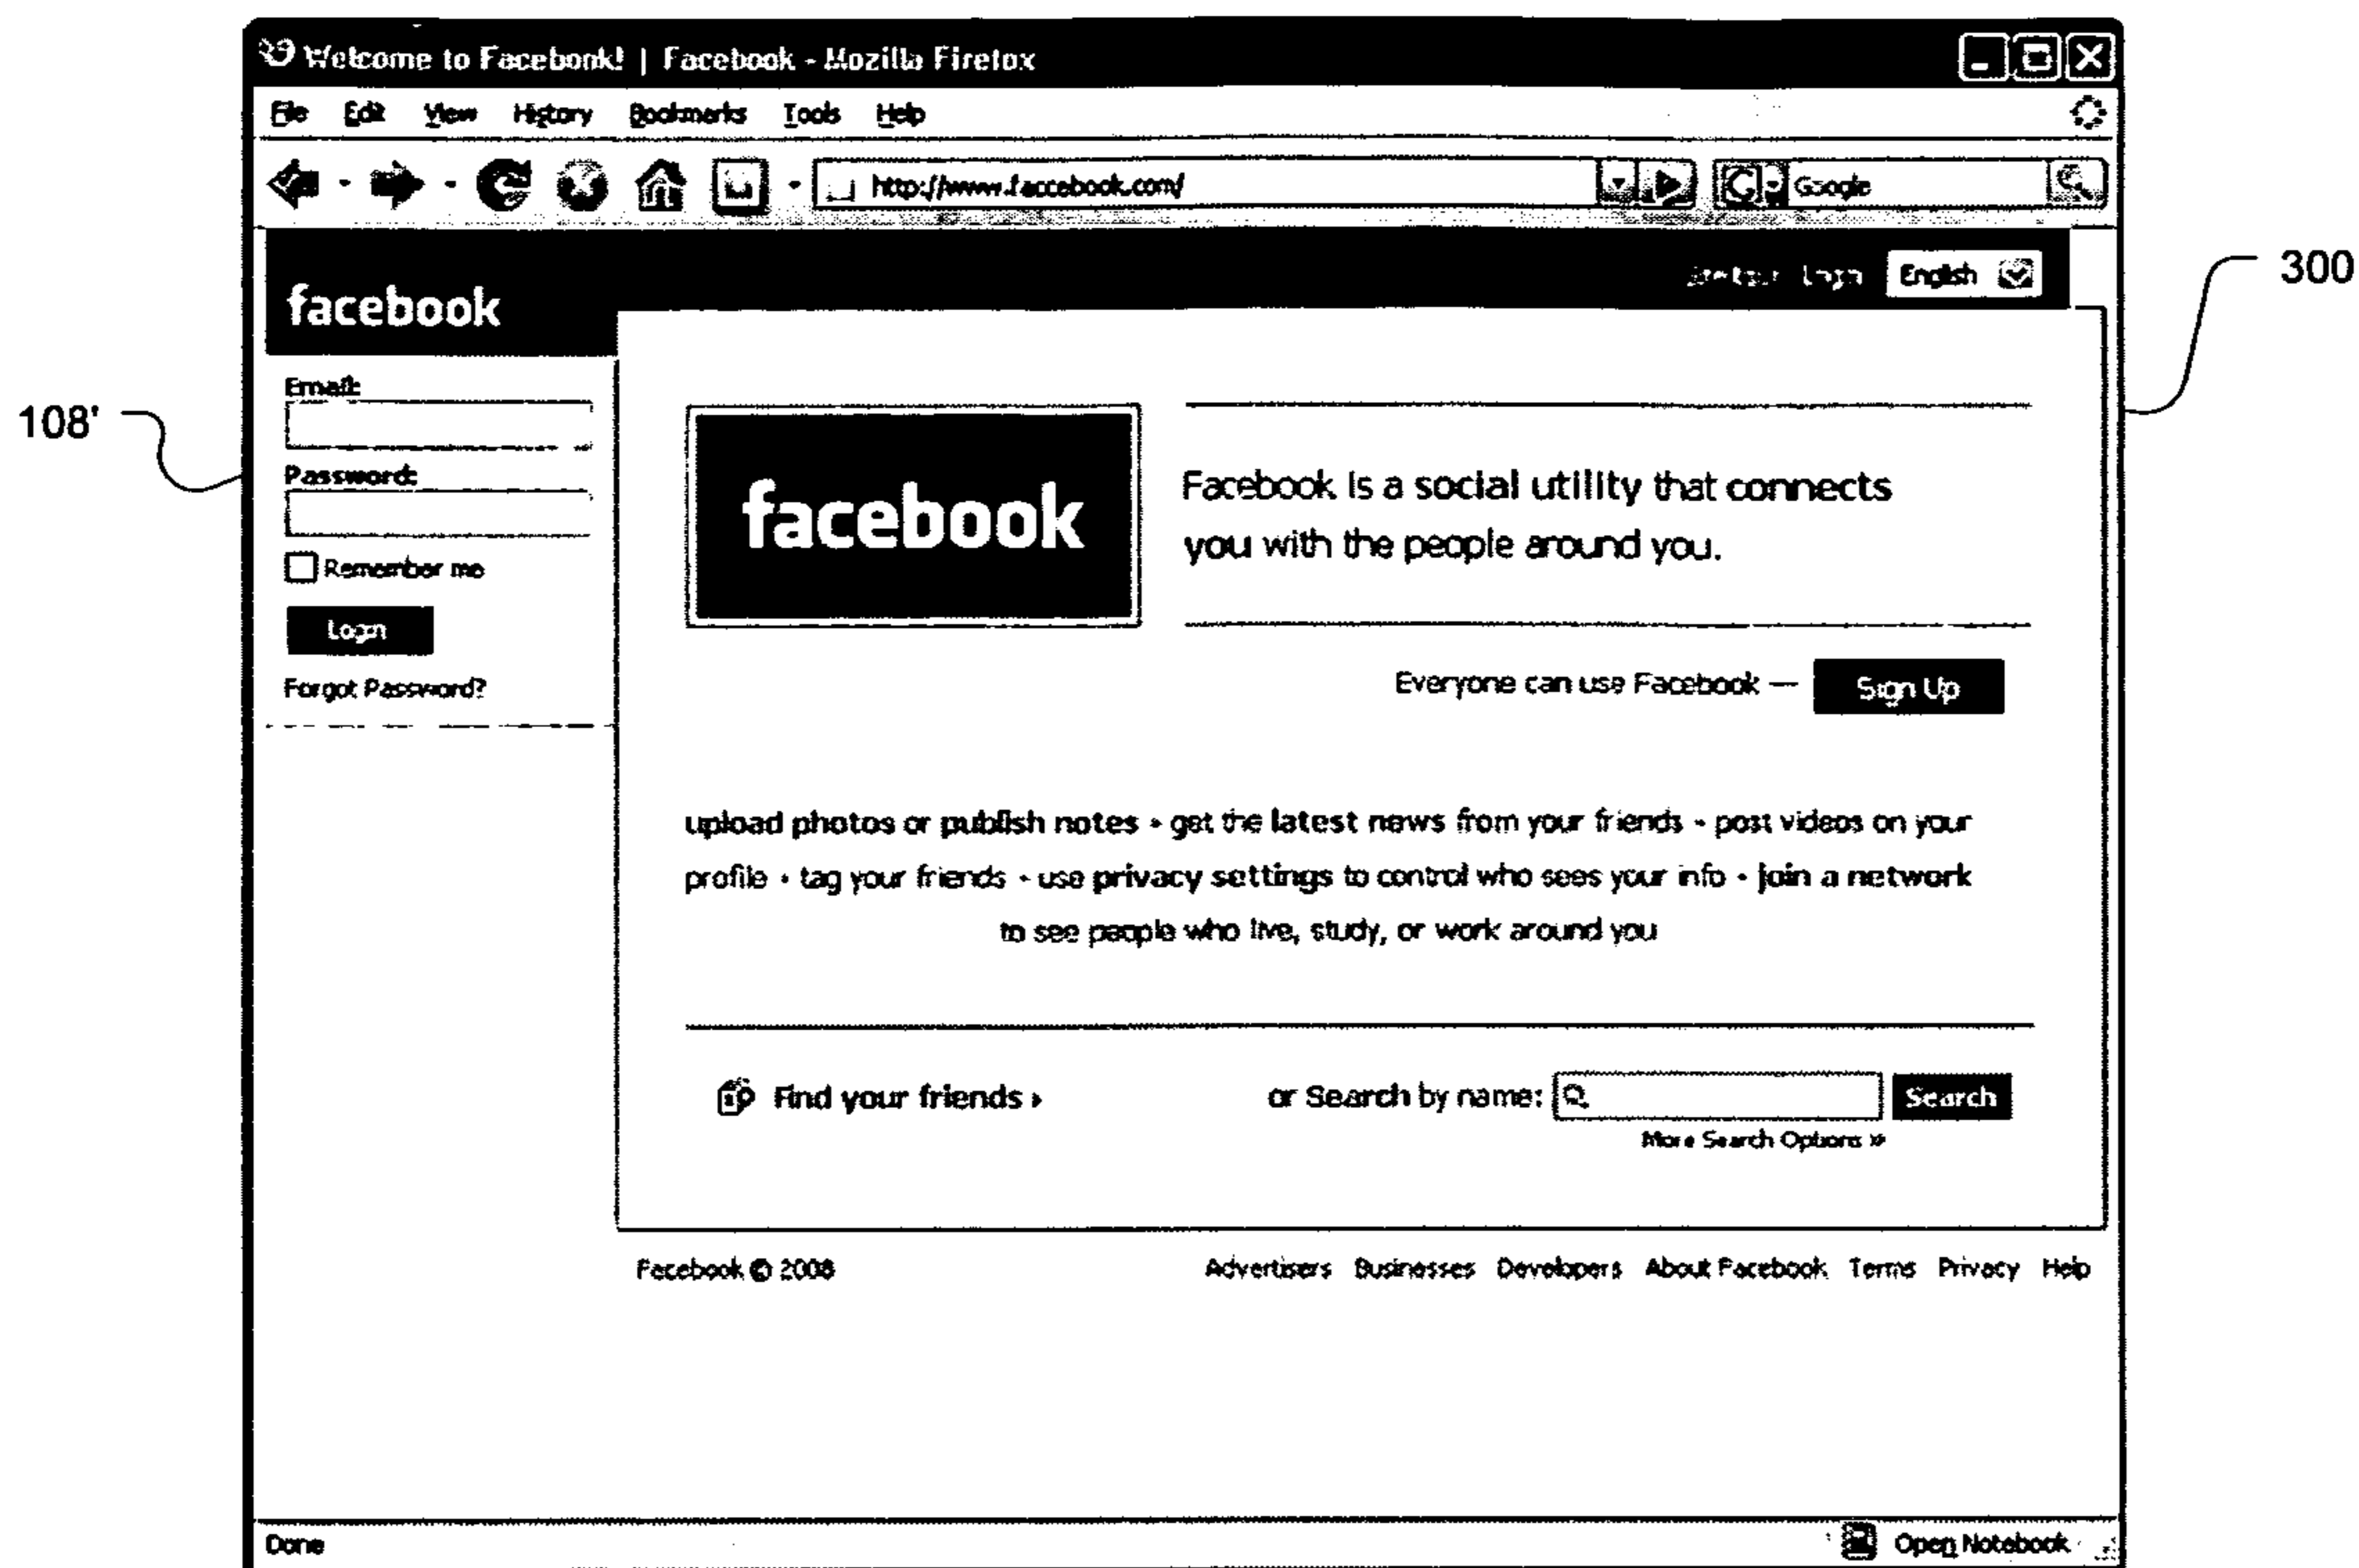 Welcome to Facebook! | Facebook - Mozilla Firefox
File Edit View History Bookmarks Tools Help
http://www.faccebook.com/ Google
300
Login English
facebook
108'
Email:
Password:
Remember me
Login
Forgot Password?
facebook
Facebook is a social utility that connects
you with the people around you.
Everyone can use Facebook — Sign Up
upload photos or publish notes • get the latest news from your friends • post videos on your
profile • tag your friends • use privacy settings to control who sees your info • join a network
to see people who live, study, or work around you
Find your friends ›
or Search by name: Search
More Search Options »
Facebook © 2008
Advertisers Businesses Developers About Facebook Terms Privacy Help
Done
Open Notebook